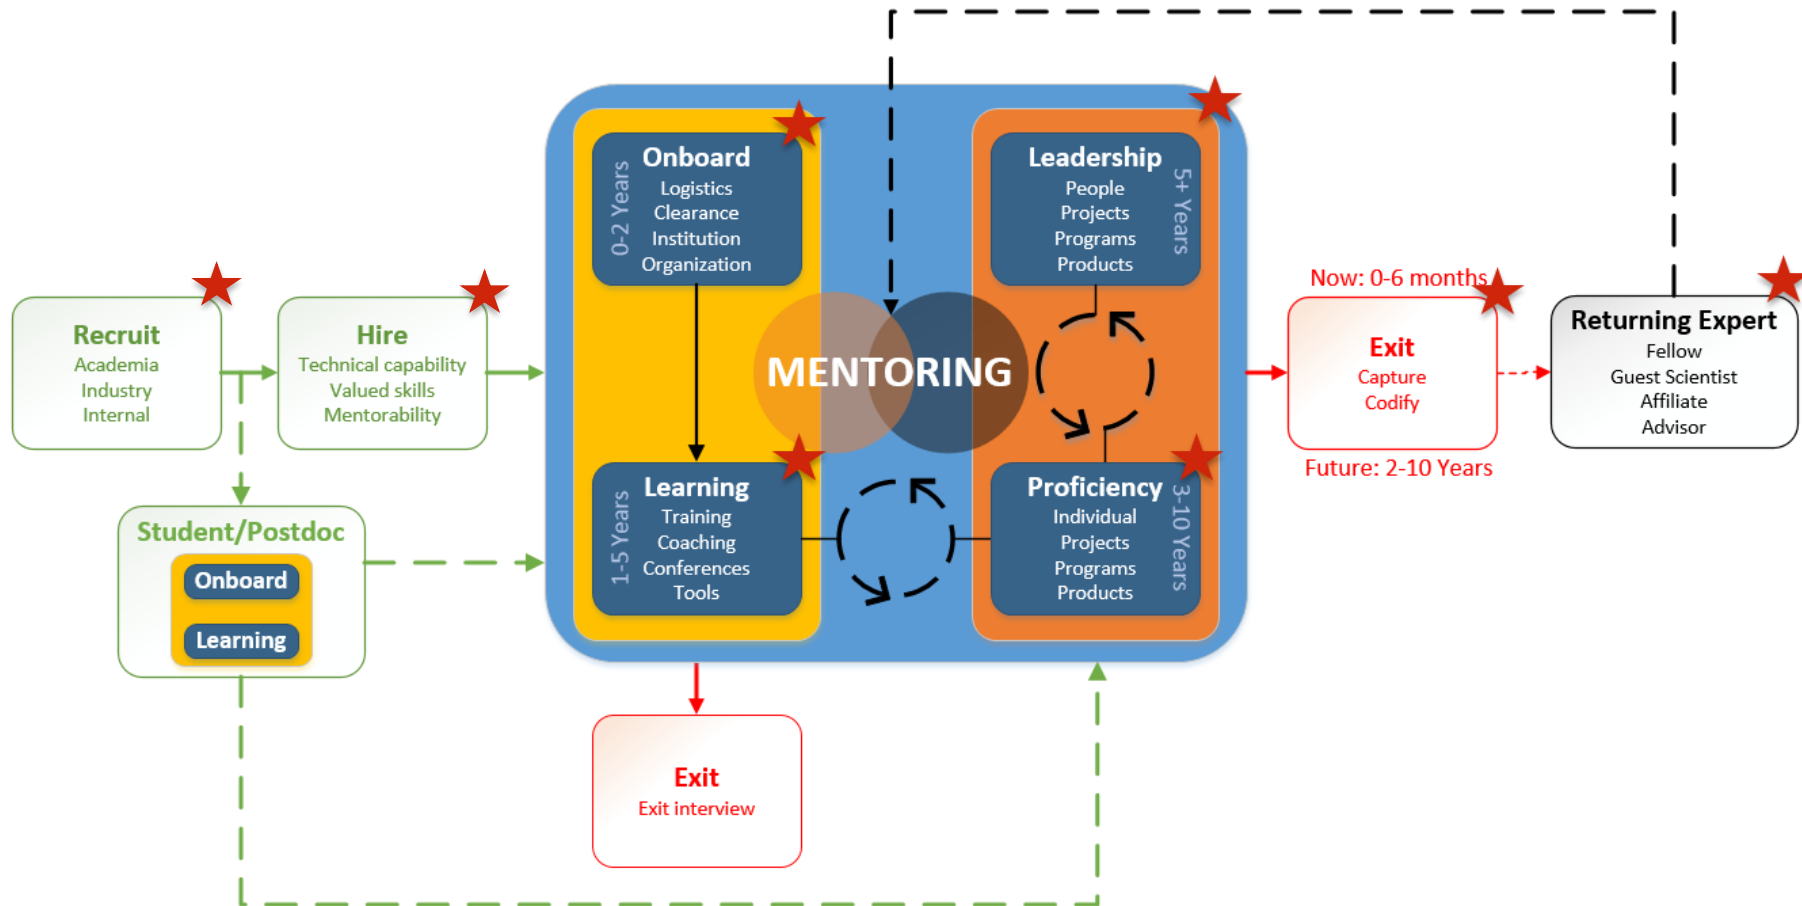 Recruit
Academia
Industry
Internal
Hire
Technical capability
Valued skills
Mentorability
Student/Postdoc
Onboard
Learning
Onboard
Logistics
Clearance
Institution
Organization
0-2 Years
Learning
Training
Coaching
Conferences
Tools
1-5 Years
MENTORING
Leadership
People
Projects
Programs
Products
5+ Years
Proficiency
Individual
Projects
Programs
Products
3-10 Years
Exit
Exit interview
Now: 0-6 months
Exit
Capture
Codify
Future: 2-10 Years
Returning Expert
Fellow
Guest Scientist
Affiliate
Advisor